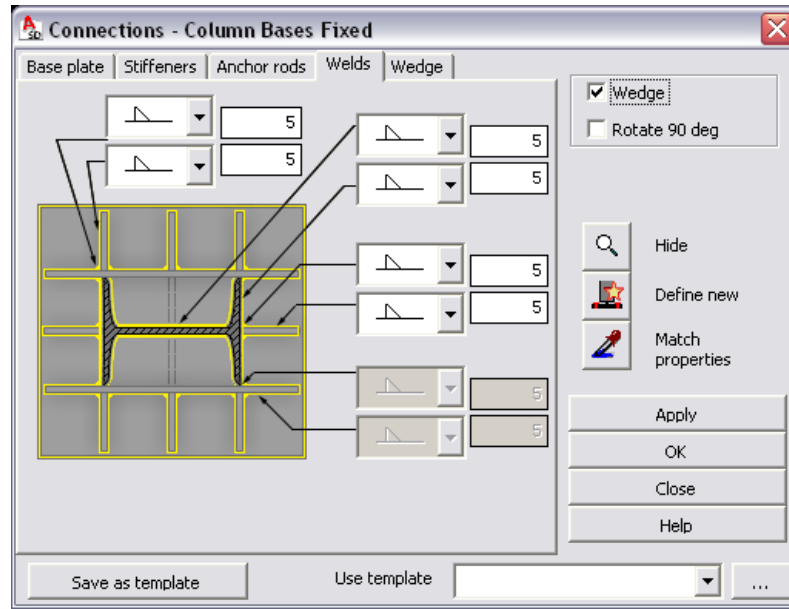 ASD Connections - Column Bases Fixed
Base plate Stiffeners Anchor rods Welds Wedge
5
5
5
5
5
5
5
5
Wedge
Rotate 90 deg
Hide
Define new
Match
properties
Apply
OK
Close
Help
Save as template
Use template
...